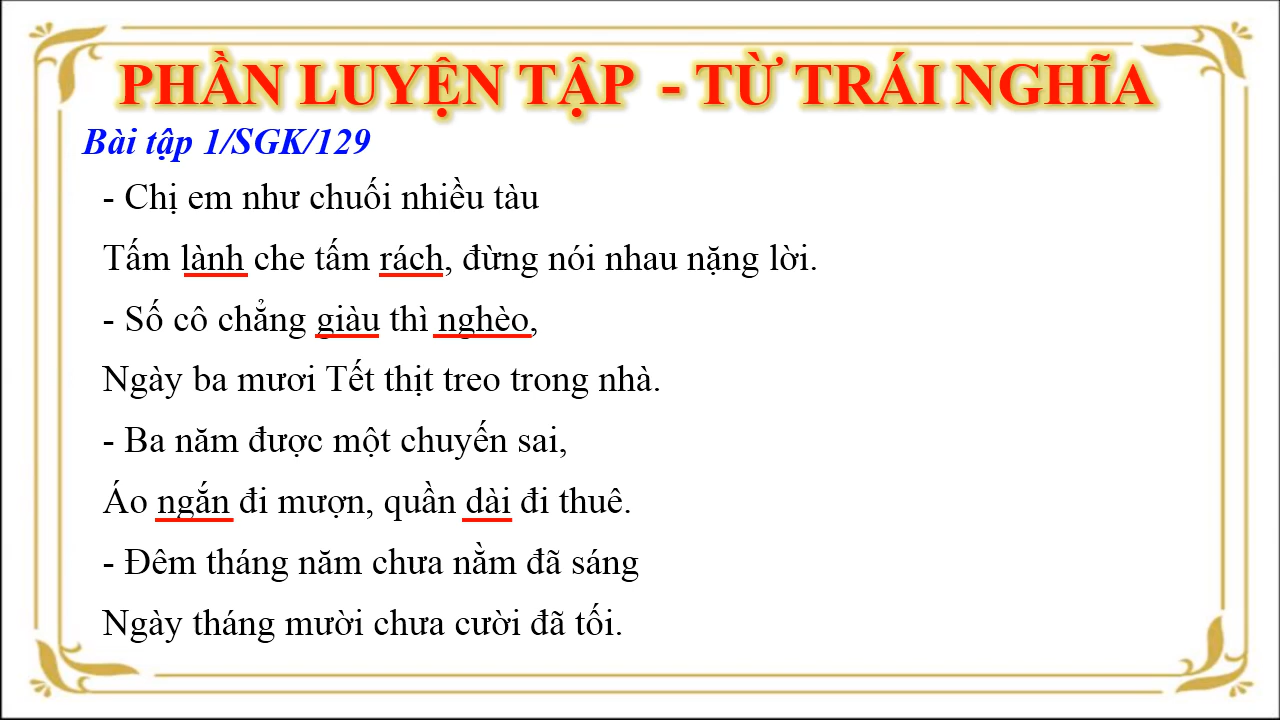 PHẦN LUYỆN TẬP - TỪ TRÁI NGHĨA
Bài tập 1/SGK/129
- Chị em như chuối nhiều tàu
Tấm lành che tấm rách, đừng nói nhau nặng lời.
- Số cô chẳng giàu thì nghèo,
Ngày ba mươi Tết thịt treo trong nhà.
- Ba năm được một chuyến sai,
Áo ngắn đi mượn, quần dài đi thuê.
- Đêm tháng năm chưa nằm đã sáng
Ngày tháng mười chưa cười đã tối.